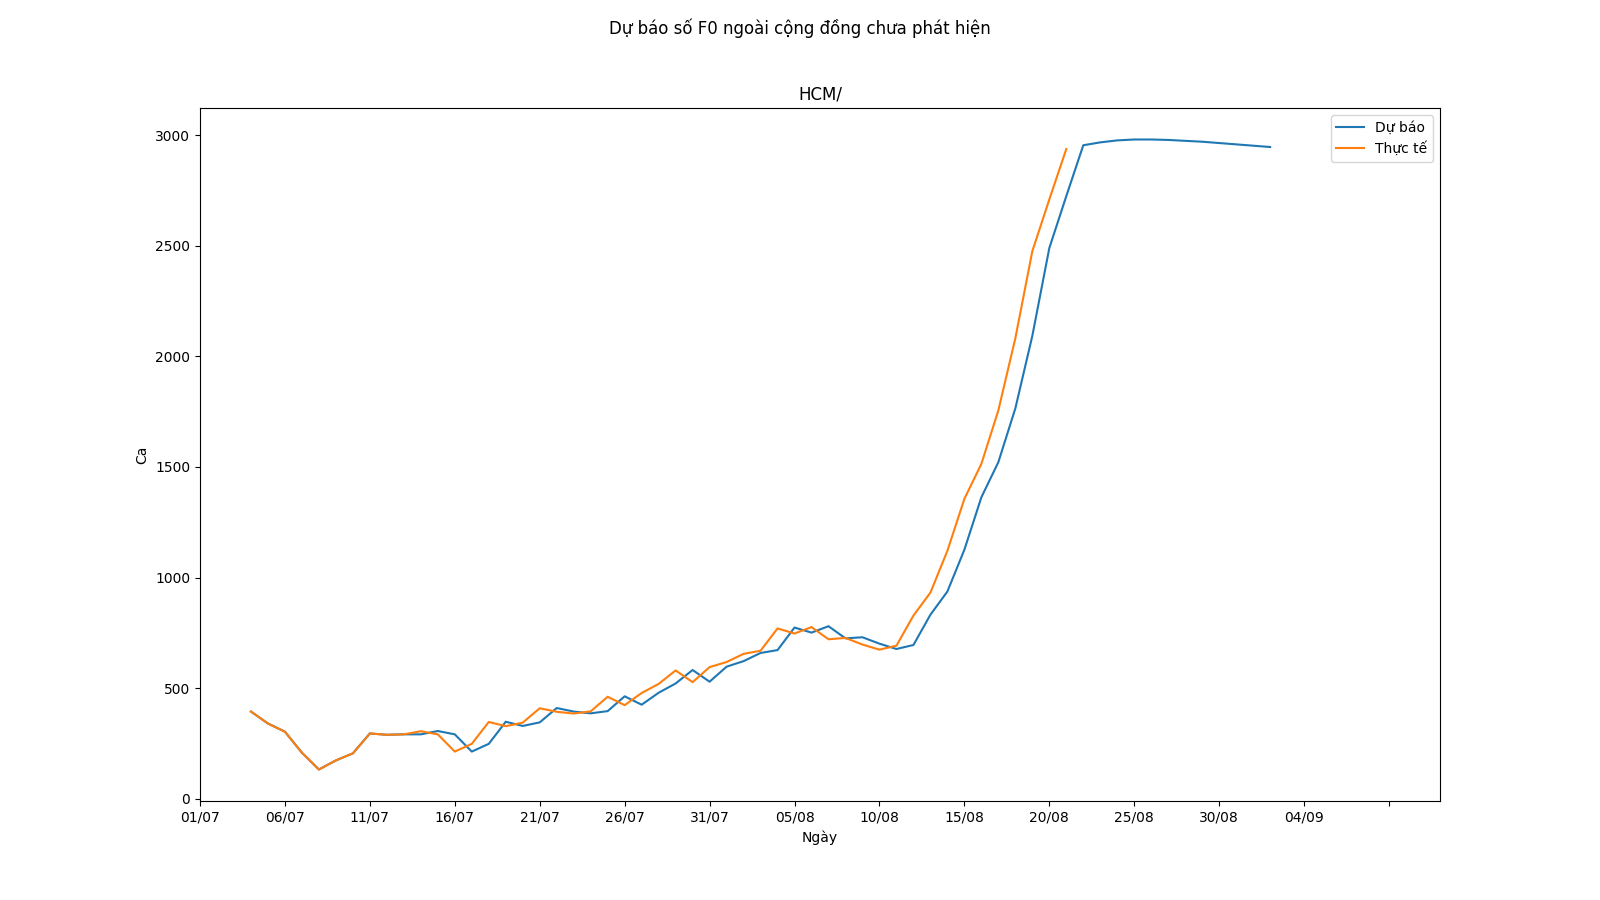 Dự báo số F0 ngoài cộng đồng chưa phát hiện
HCM/
Dự báo
Thực tế
3000
2500
2000
1500
1000
500
0
Ca
01/07 06/07 11/07 16/07 21/07 26/07 31/07 05/08 10/08 15/08 20/08 25/08 30/08 04/09
Ngày